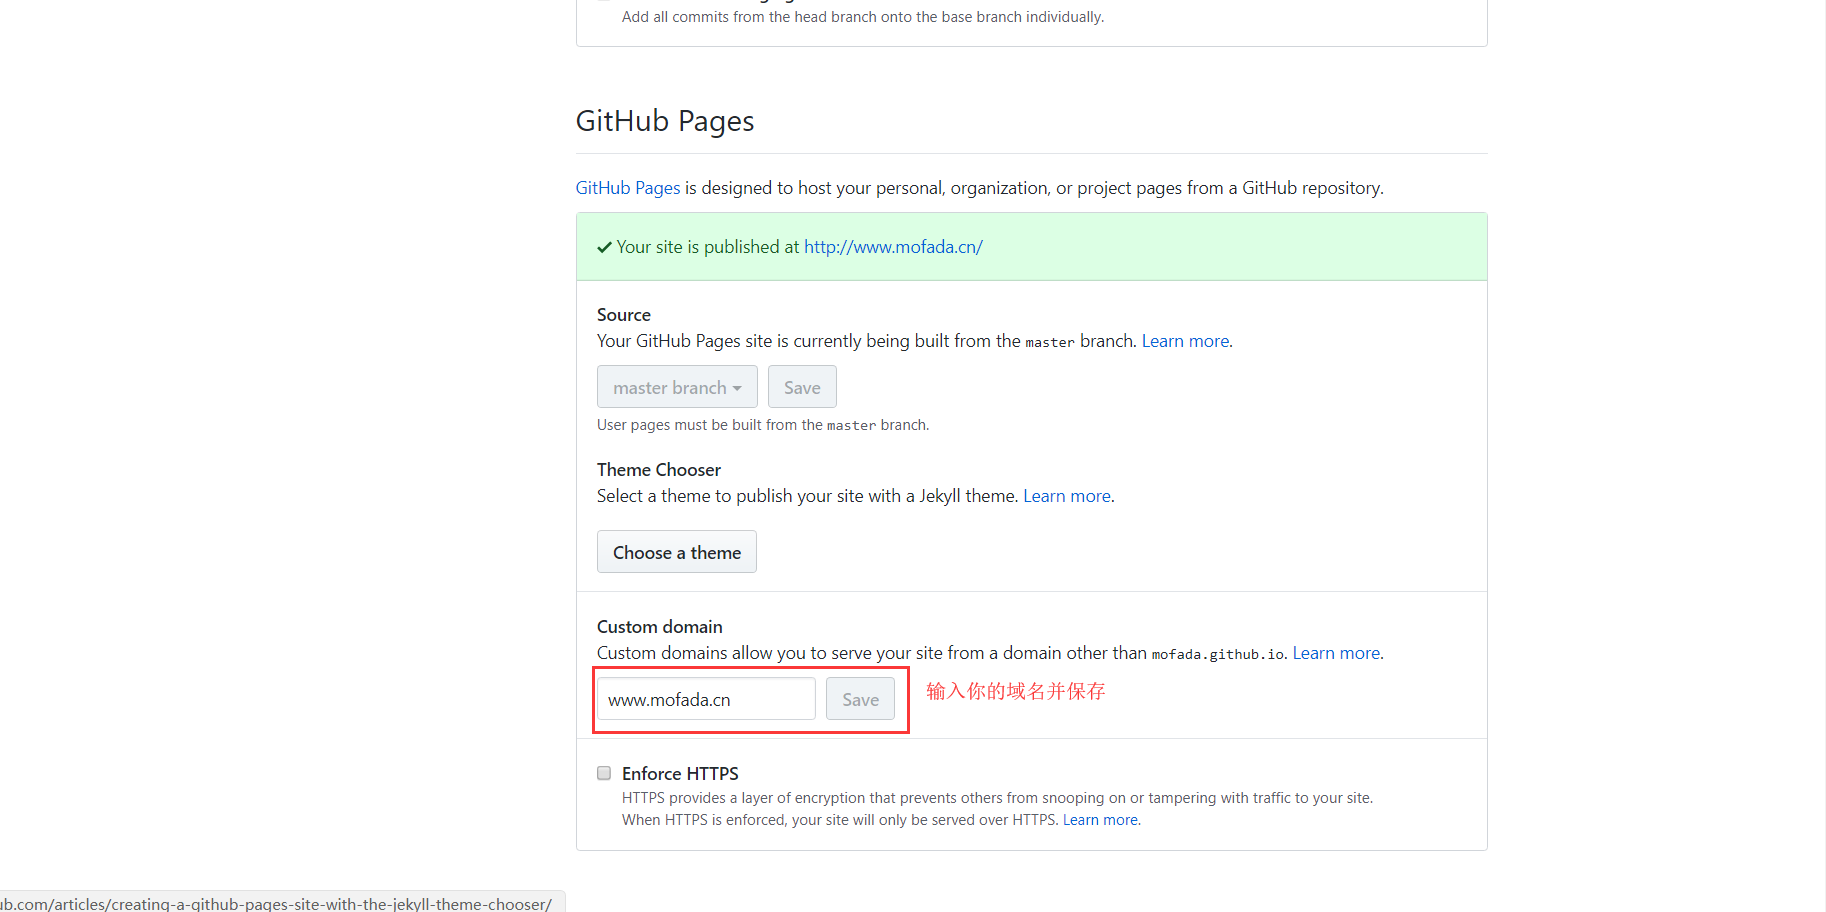 Add all commits from the head branch onto the base branch individually.
GitHub Pages
GitHub Pages is designed to host your personal, organization, or project pages from a GitHub repository.
Your site is published at http://www.mofada.cn/
Source
Your GitHub Pages site is currently being built from the master branch. Learn more.
master branch
Save
User pages must be built from the master branch.
Theme Chooser
Select a theme to publish your site with a Jekyll theme. Learn more.
Choose a theme
Custom domain
Custom domains allow you to serve your site from a domain other than mofada.github.io. Learn more.
www.mofada.cn
Save
输入你的域名并保存
Enforce HTTPS
HTTPS provides a layer of encryption that prevents others from snooping on or tampering with traffic to your site.
When HTTPS is enforced, your site will only be served over HTTPS. Learn more.
ub.com/articles/creating-a-github-pages-site-with-the-jekyll-theme-chooser/